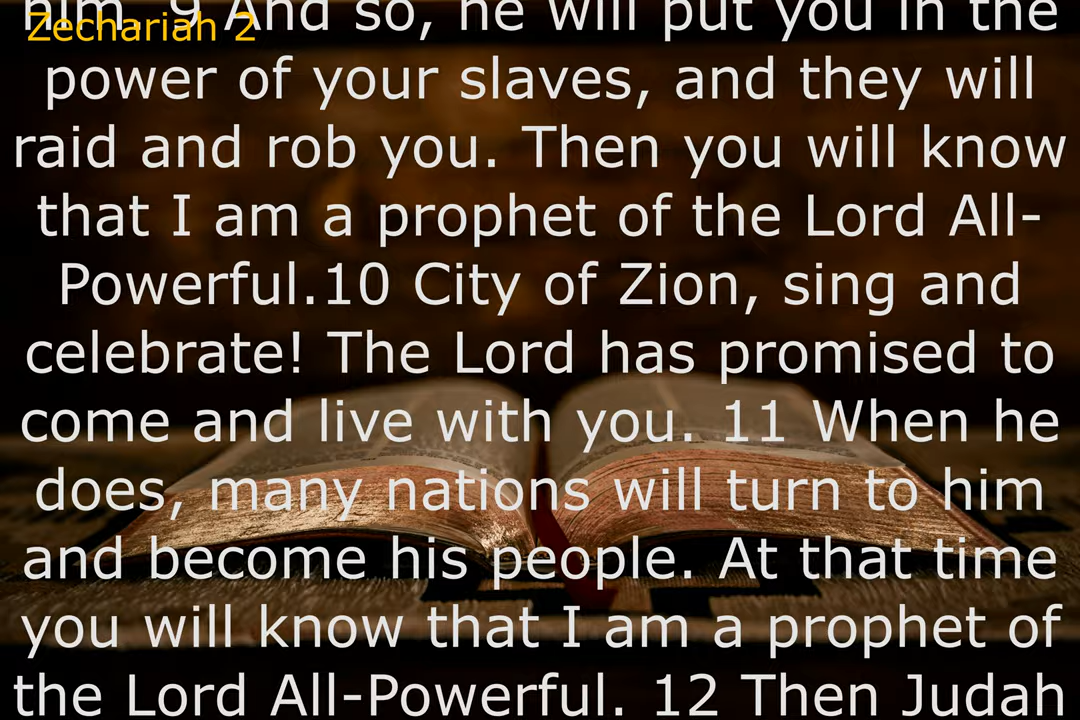 Zechariah 2
him. 9 And so, he will put you in the
power of your slaves, and they will
raid and rob you. Then you will know
that I am a prophet of the Lord All-
Powerful.10 City of Zion, sing and
celebrate! The Lord has promised to
come and live with you. 11 When he
does, many nations will turn to him
and become his people. At that time
you will know that I am a prophet of
the Lord All-Powerful. 12 Then Judah